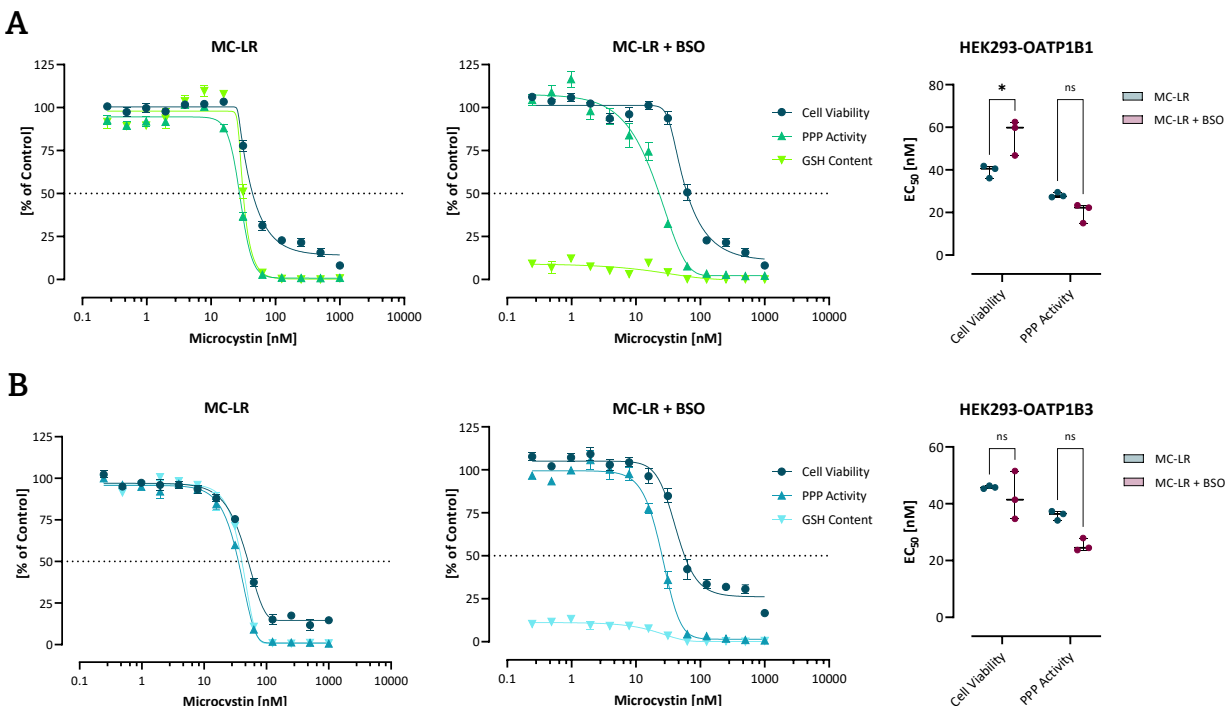 A
MC-LR
[% of Control]
125
100
75
50
25
0
0.1
1
10
100
1000
10000
Microcystin [nM]
MC-LR + BSO
[% of Control]
125
100
75
50
25
0
0.1
1
10
100
1000
10000
Microcystin [nM]
Cell Viability
PPP Activity
GSH Content
HEK293-OATP1B1
EC50 [nM]
80
60
40
20
0
*
ns
Cell Viability
PPP Activity
MC-LR
MC-LR + BSO
B
MC-LR
[% of Control]
125
100
75
50
25
0
0.1
1
10
100
1000
10000
Microcystin [nM]
MC-LR + BSO
[% of Control]
125
100
75
50
25
0
0.1
1
10
100
1000
10000
Microcystin [nM]
Cell Viability
PPP Activity
GSH Content
HEK293-OATP1B3
EC50 [nM]
60
40
20
0
ns
ns
Cell Viability
PPP Activity
MC-LR
MC-LR + BSO